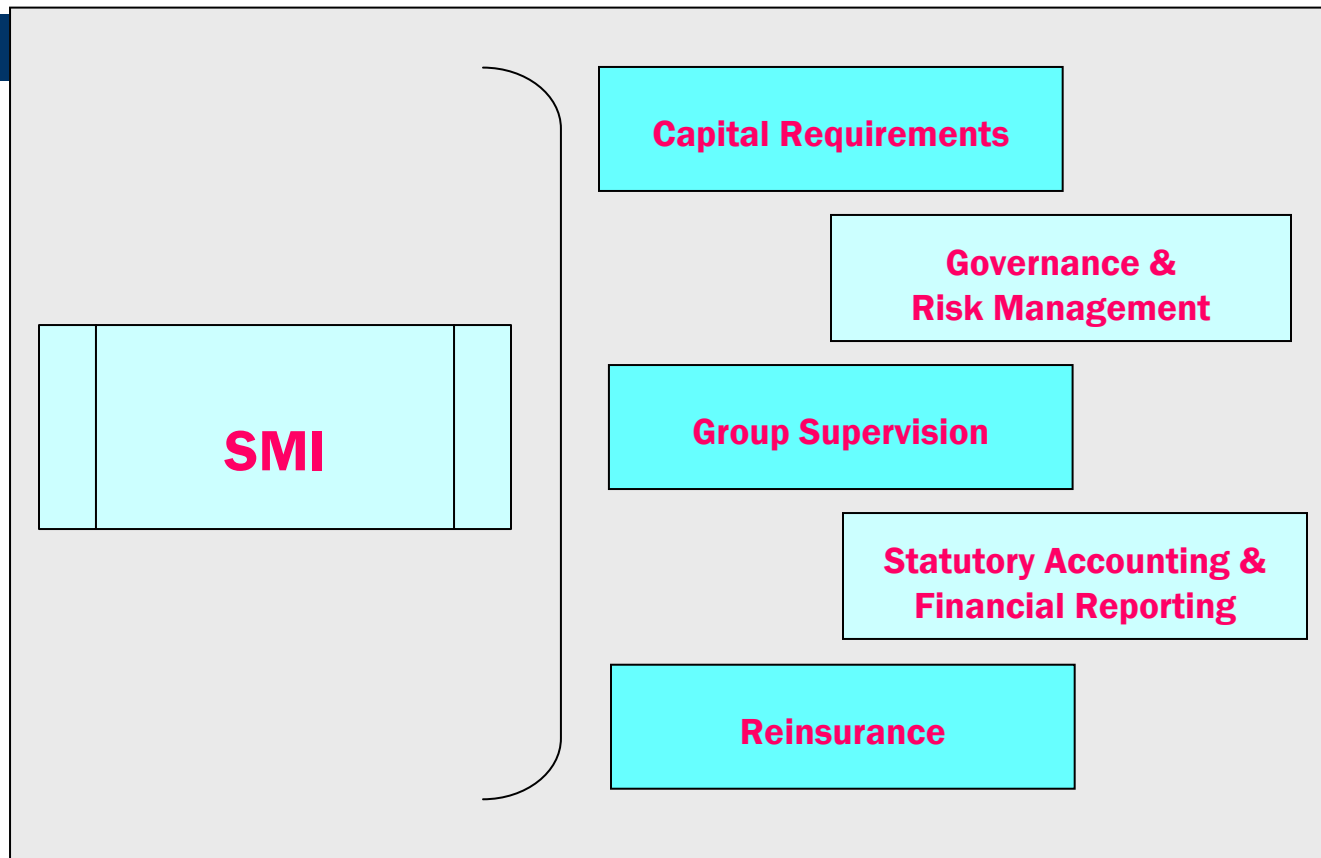 Capital Requirements
Governance &
Risk Management
SMI
Group Supervision
Statutory Accounting &
Financial Reporting
Reinsurance